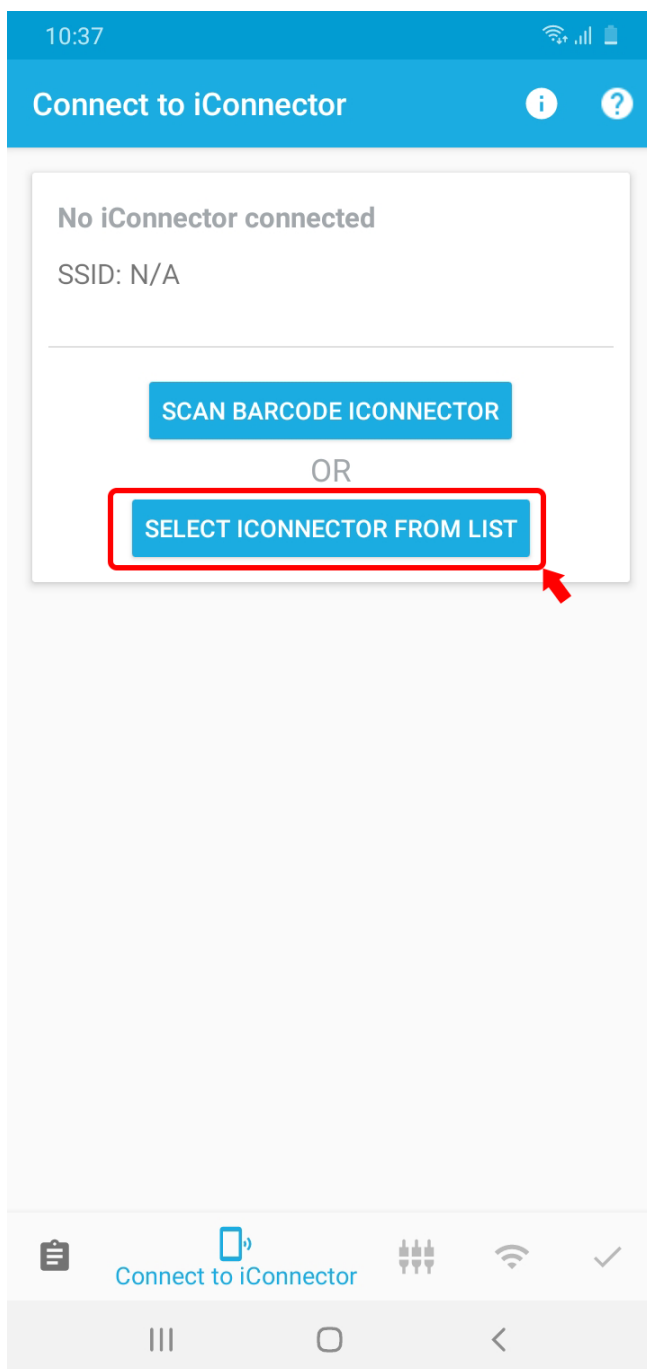 10:37
Connect to iConnector
No iConnector connected
SSID: N/A
SCAN BARCODE ICONNECTOR
OR
SELECT ICONNECTOR FROM LIST
Connect to iConnector